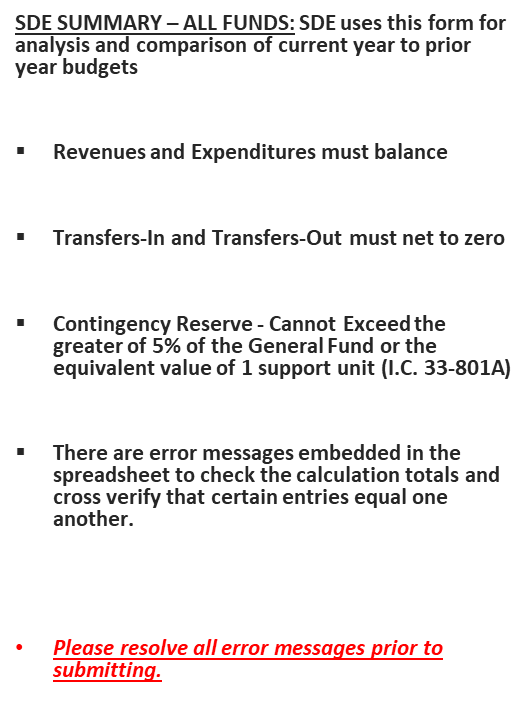 SDE SUMMARY – ALL FUNDS: SDE uses this form for
analysis and comparison of current year to prior
year budgets
▪ Revenues and Expenditures must balance
▪ Transfers-In and Transfers-Out must net to zero
▪ Contingency Reserve - Cannot Exceed the
greater of 5% of the General Fund or the
equivalent value of 1 support unit (I.C. 33-801A)
▪ There are error messages embedded in the
spreadsheet to check the calculation totals and
cross verify that certain entries equal one
another.
• Please resolve all error messages prior to
submitting.